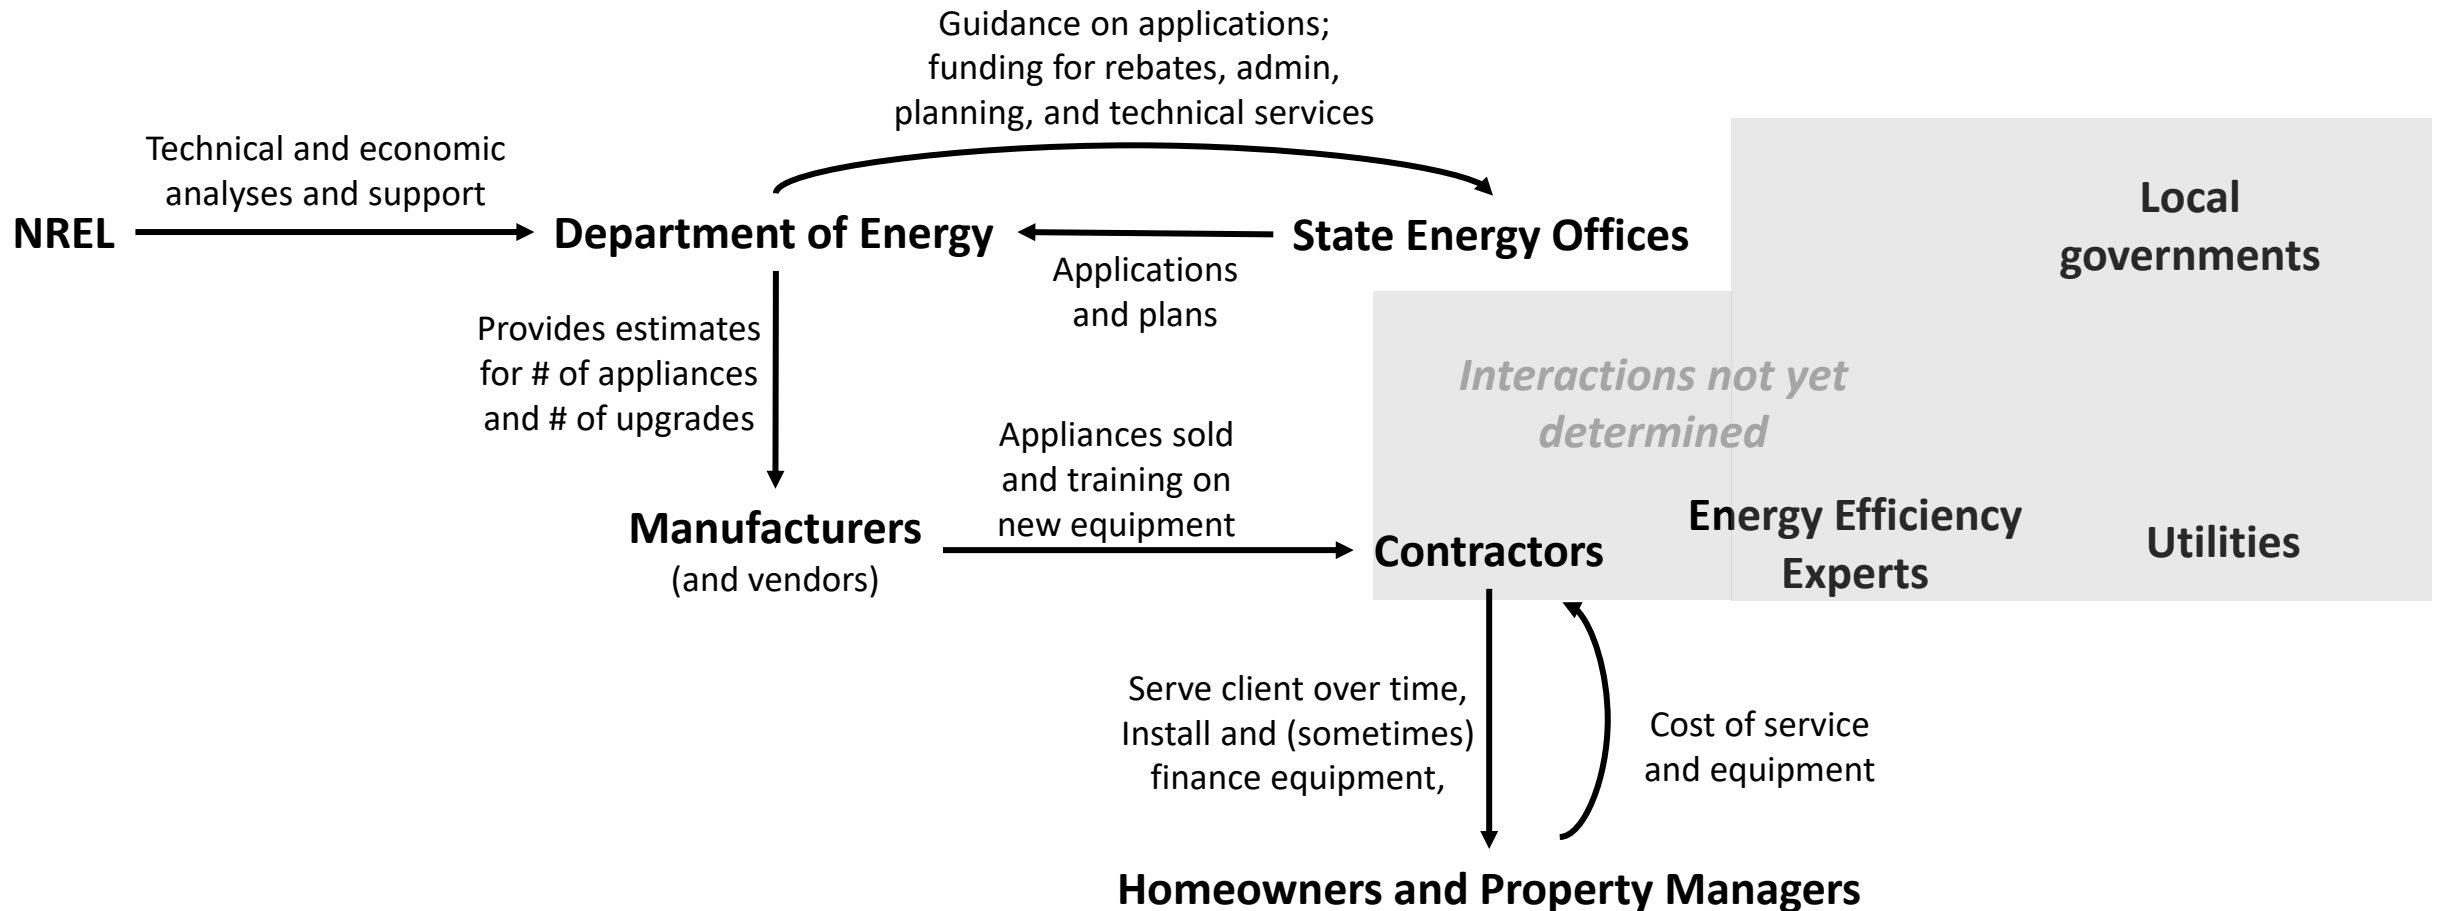 Guidance on applications;
funding for rebates, admin,
planning, and technical services
Technical and economic
analyses and support
NREL
Department of Energy
State Energy Offices
Local
governments
Applications
and plans
Provides estimates
for # of appliances
and # of upgrades
Interactions not yet
determined
Appliances sold
and training on
new equipment
Manufacturers
(and vendors)
Contractors
Energy Efficiency
Experts
Utilities
Serve client over time,
Install and (sometimes)
finance equipment,
Cost of service
and equipment
Homeowners and Property Managers